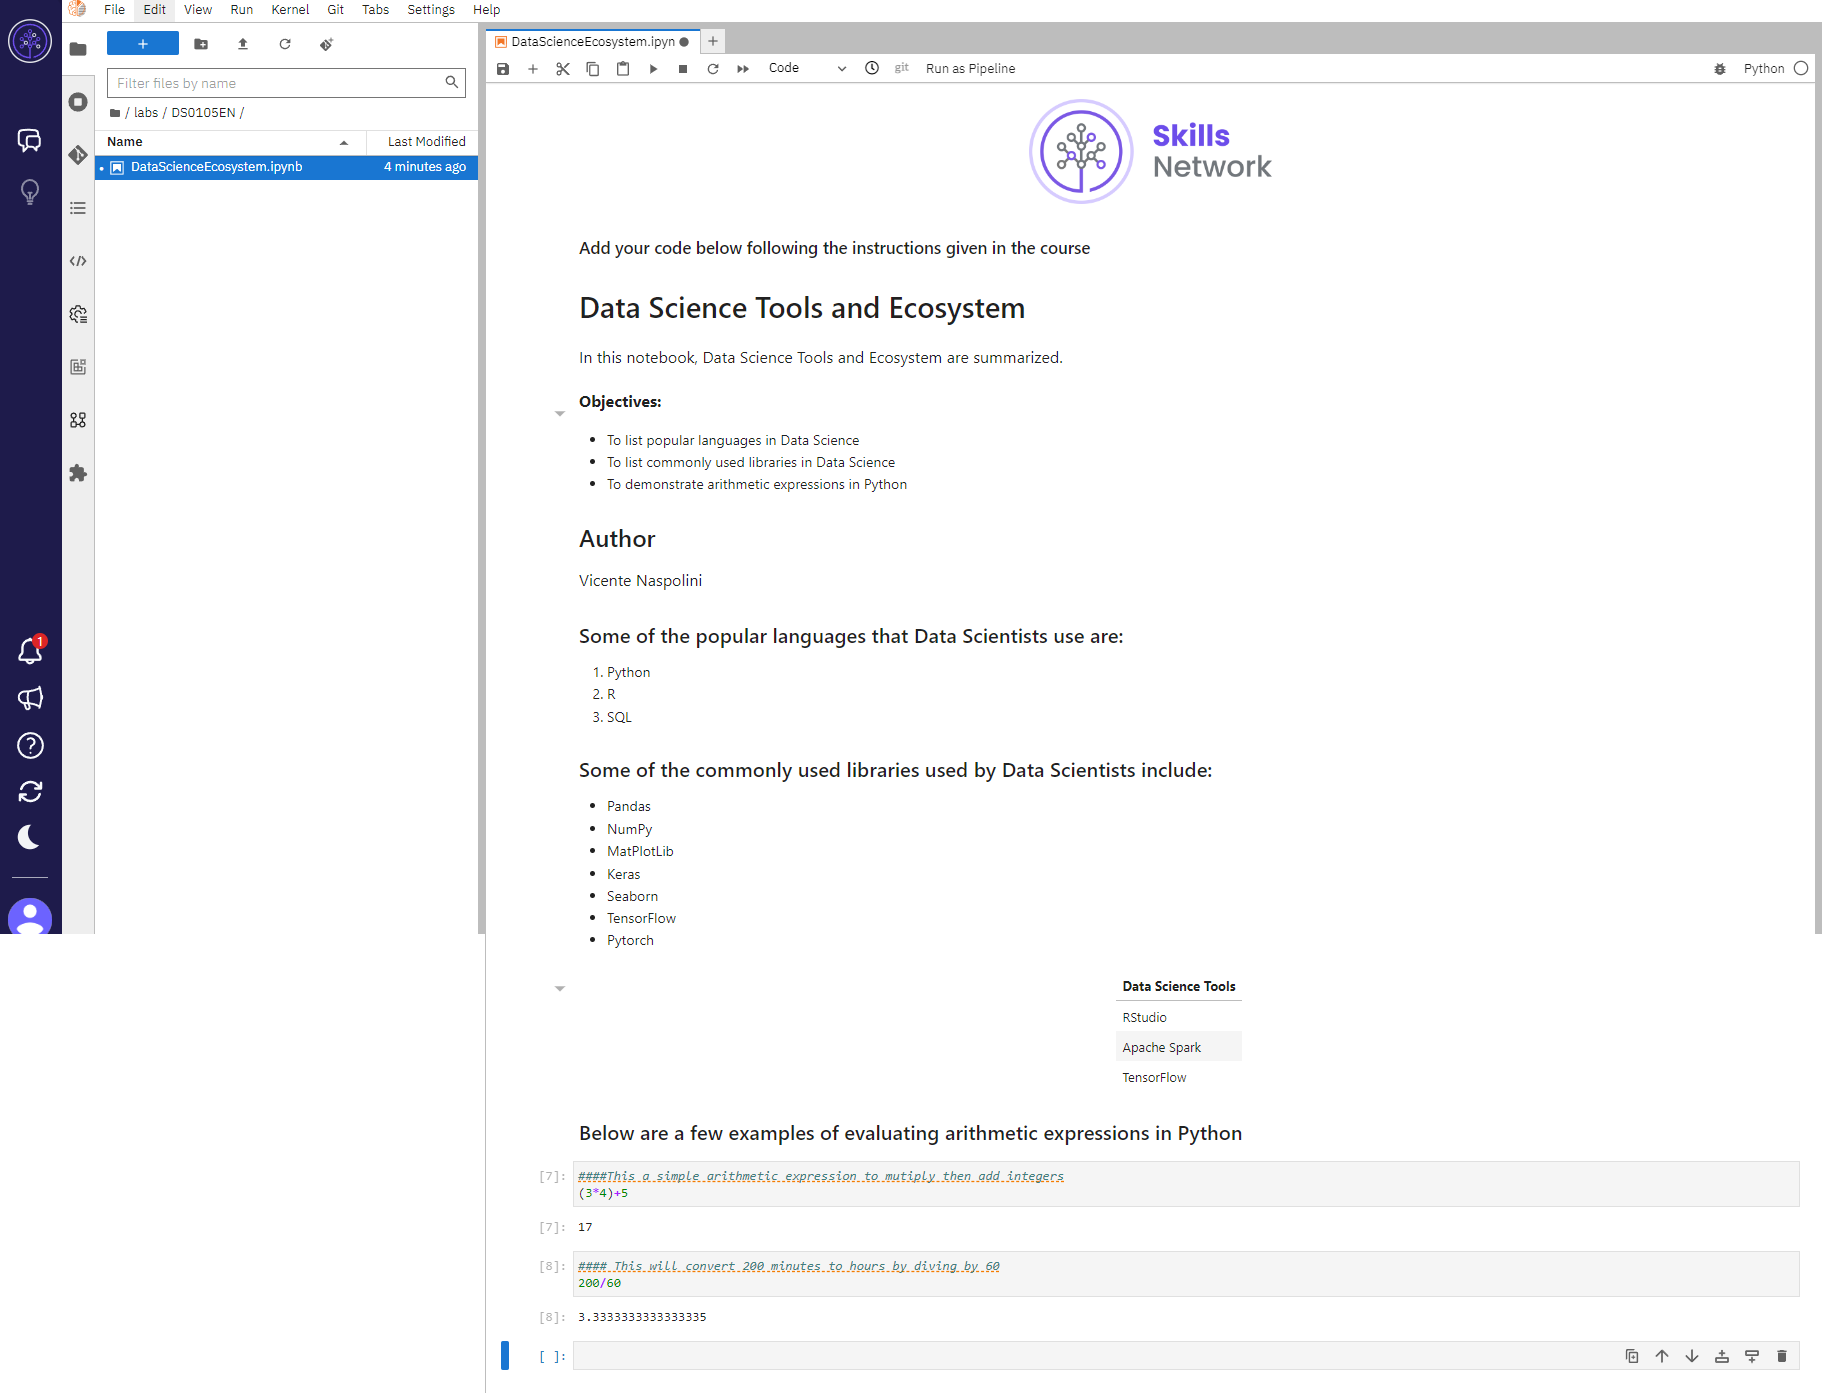 File Edit View Run Kernel Git Tabs Settings Help
+
Filter files by name
/ labs / DS0105EN /
Name Last Modified
DataScienceEcosystem.ipynb 4 minutes ago
1
DataScienceEcosystem.ipyn
+
Code git Run as Pipeline Python
Skills
Network
Add your code below following the instructions given in the course
Data Science Tools and Ecosystem
In this notebook, Data Science Tools and Ecosystem are summarized.
Objectives:
• To list popular languages in Data Science
• To list commonly used libraries in Data Science
• To demonstrate arithmetic expressions in Python
Author
Vicente Naspolini
Some of the popular languages that Data Scientists use are:
1. Python
2. R
3. SQL
Some of the commonly used libraries used by Data Scientists include:
• Pandas
• NumPy
• MatPlotLib
• Keras
• Seaborn
• TensorFlow
• Pytorch
Data Science Tools
RStudio
Apache Spark
TensorFlow
Below are a few examples of evaluating arithmetic expressions in Python
[7]: ####This a simple arithmetic expression to mutiply then add integers
(3*4)+5
[7]: 17
[8]: #### This will convert 200 minutes to hours by diving by 60
200/60
[8]: 3.3333333333333335
[ ]: